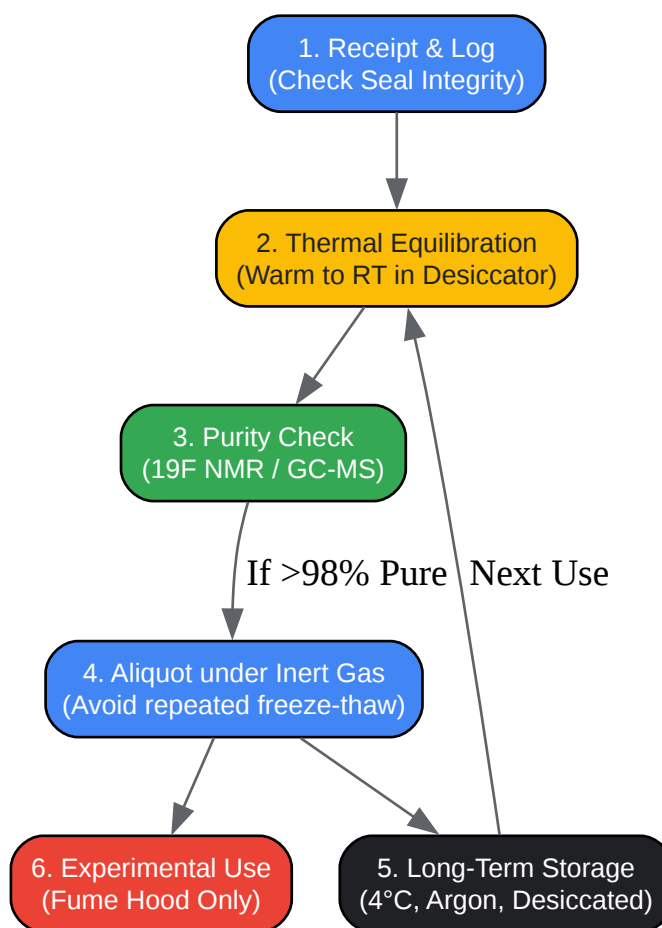 1. Receipt & Log
(Check Seal Integrity)
2. Thermal Equilibration
(Warm to RT in Desiccator)
3. Purity Check
(19F NMR / GC-MS)
If >98% Pure
Next Use
4. Aliquot under Inert Gas
(Avoid repeated freeze-thaw)
6. Experimental Use
(Fume Hood Only)
5. Long-Term Storage
(4°C, Argon, Desiccated)